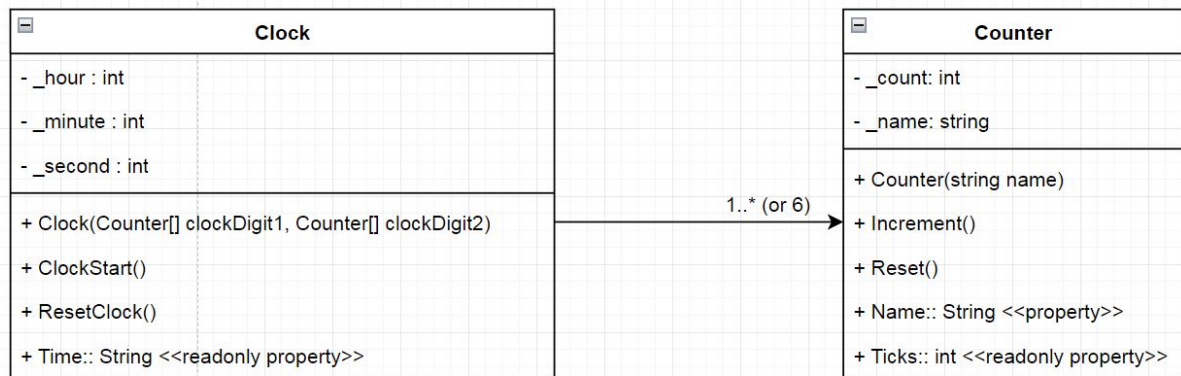 Clock
- _hour : int
- _minute : int
- _second : int
+ Clock(Counter[] clockDigit1, Counter[] clockDigit2)
+ ClockStart()
+ ResetClock()
+ Time:: String <<readonly property>>
1..* (or 6)
Counter
- _count: int
- _name: string
+ Counter(string name)
+ Increment()
+ Reset()
+ Name:: String <<property>>
+ Ticks:: int <<readonly property>>